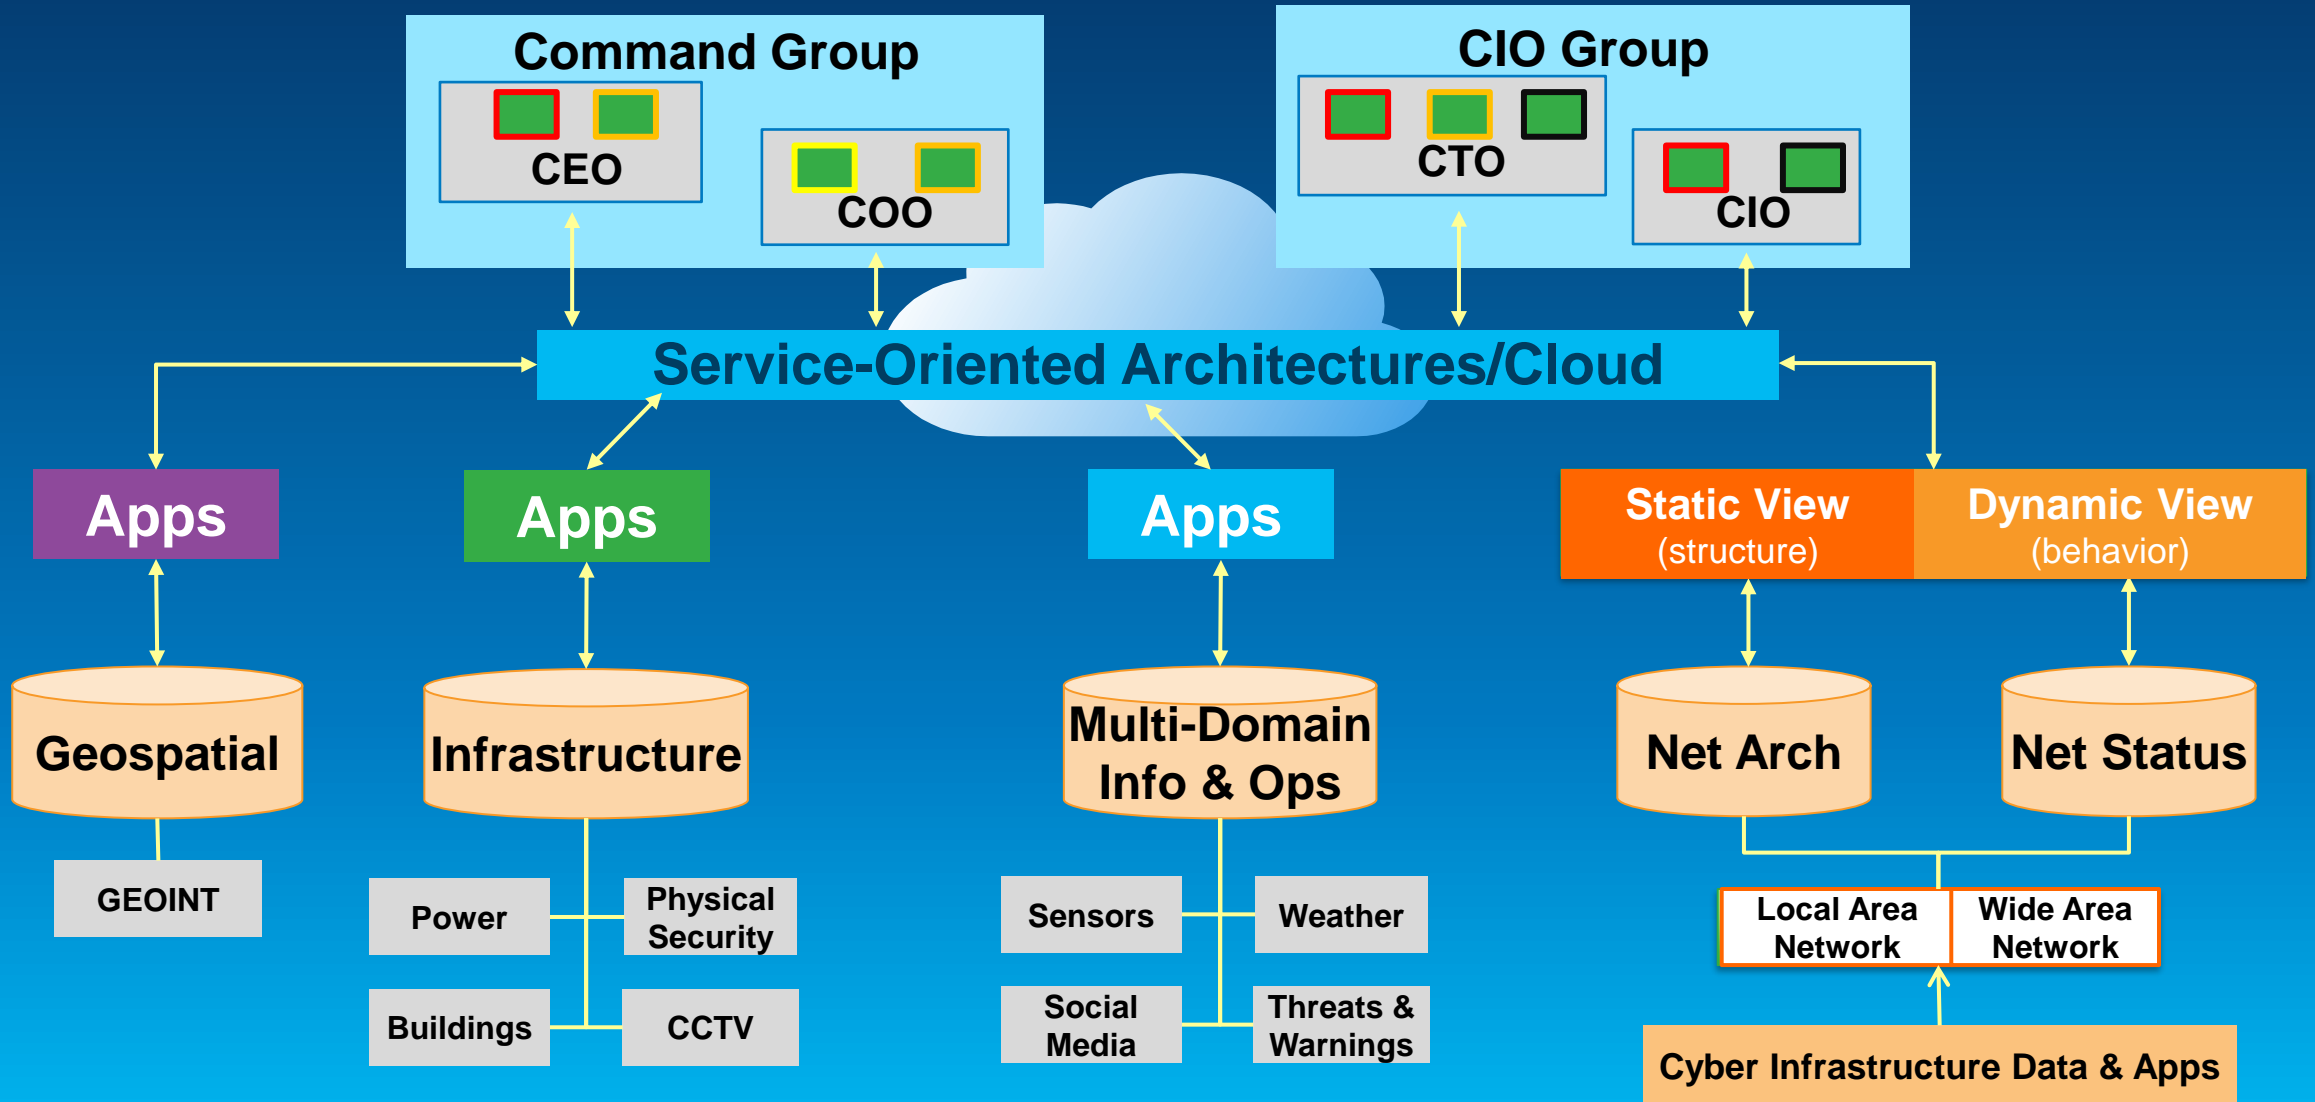 Command Group
CEO
COO
CIO Group
CTO
CIO
Service-Oriented Architectures/Cloud
Apps
Apps
Apps
Static View
(structure)
Dynamic View
(behavior)
Geospatial
Infrastructure
Multi-Domain
Info & Ops
Net Arch
Net Status
GEOINT
Power
Physical
Security
Buildings
CCTV
Sensors
Weather
Social
Media
Threats &
Warnings
Local Area
Network
Wide Area
Network
Cyber Infrastructure Data & Apps